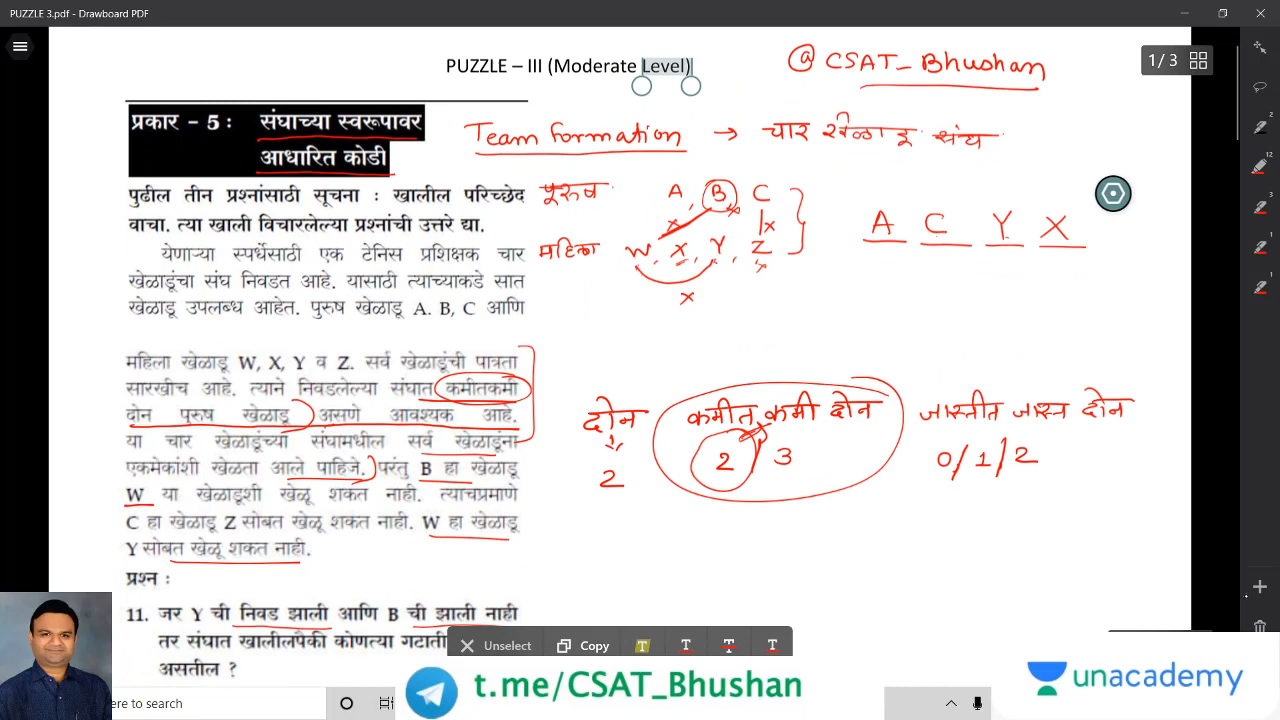 PUZZLE 3.pdf - Drawboard PDF
PUZZLE – III (Moderate Level)
@ CSAT_Bhushan
1 / 3
प्रकार - 5 : संघाच्या स्वरूपावर
आधारित कोडी
Team formation → चार खेळाडू संघ
पुढील तीन प्रश्नांसाठी सूचना : खालील परिच्छेद
वाचा. त्या खाली विचारलेल्या प्रश्नांची उत्तरे द्या.
येणाऱ्या स्पर्धेसाठी एक टेनिस प्रशिक्षक चार
खेळाडूंचा संघ निवडत आहे. यासाठी त्याच्याकडे सात
खेळाडू उपलब्ध आहेत. पुरुष खेळाडू A. B, C आणि
महिला खेळाडू W, X, Y व Z. सर्व खेळाडूंची पात्रता
सारखीच आहे. त्याने निवडलेल्या संघात कमीतकमी
दोन पुरुष खेळाडू असणे आवश्यक आहे.
या चार खेळाडूंच्या संघामधील सर्व खेळाडूंना
एकमेकांशी खेळता आले पाहिजे. परंतु B हा खेळाडू
W या खेळाडूशी खेळू शकत नाही. त्याचप्रमाणे
C हा खेळाडू Z सोबत खेळू शकत नाही. W हा खेळाडू
Y सोबत खेळू शकत नाही.
प्रश्न :
11. जर Y ची निवड झाली आणि B ची झाली नाही
तर संघात खालीलपैकी कोणत्या गटाती
असतील ?
पुरुष A, B, C
x x x
महिला W, X, Y, Z
x
x
A C Y X
दोन कमीत कमी दोन जास्तीत जास्त दोन
2 2 / 3 0 / 1 / 2
Unselect Copy T T T T
t.me/CSAT_Bhushan
unacademy
ere to search